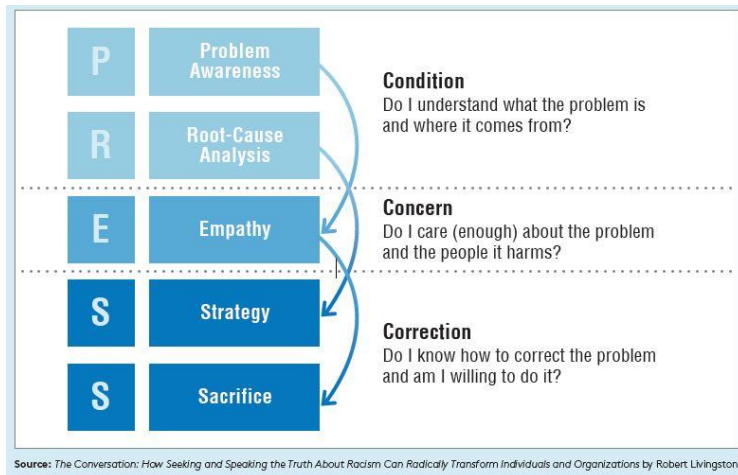 P
Problem
Awareness
Condition
Do I understand what the problem is
and where it comes from?
R
Root-Cause
Analysis
E
Empathy
Concern
Do I care (enough) about the problem
and the people it harms?
S
Strategy
Correction
Do I know how to correct the problem
and am I willing to do it?
S
Sacrifice
Source: The Conversation: How Seeking and Speaking the Truth About Racism Can Radically Transform Individuals and Organizations by Robert Livingston